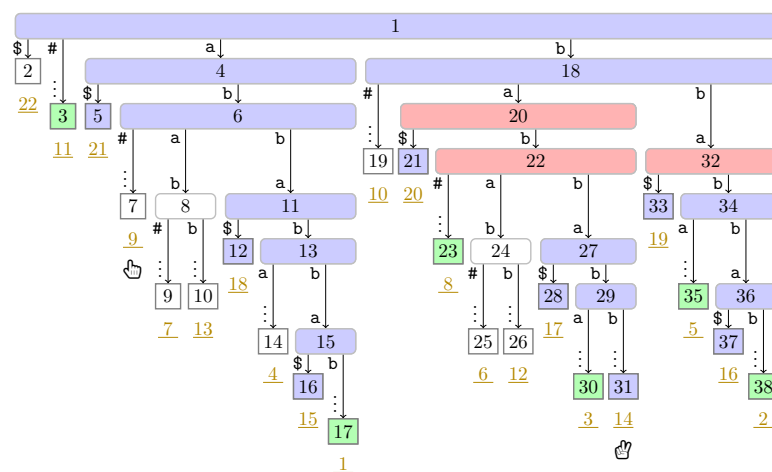 1
$ # a b
2 4 18
$ b # a b
22
⋮ 3 5 6 20
# a b ⋮ $ b a
11 21
19 21 22 32
⋮ b a # a b $ b
10 20
7 8 11 33 34
# b $ b ⋮ b a a b
9 19
12 13 23 24 27
a b # b $ b ⋮ a
18 8
⋮ ⋮ 9 10 28 29 35 36
⋮ a ⋮ ⋮ a b $ b
7 13 17 5
14 15 25 26 37
$ b ⋮ ⋮ ⋮
4 6 12 16
16 30 31 38
⋮
15 3 14 2
17
1